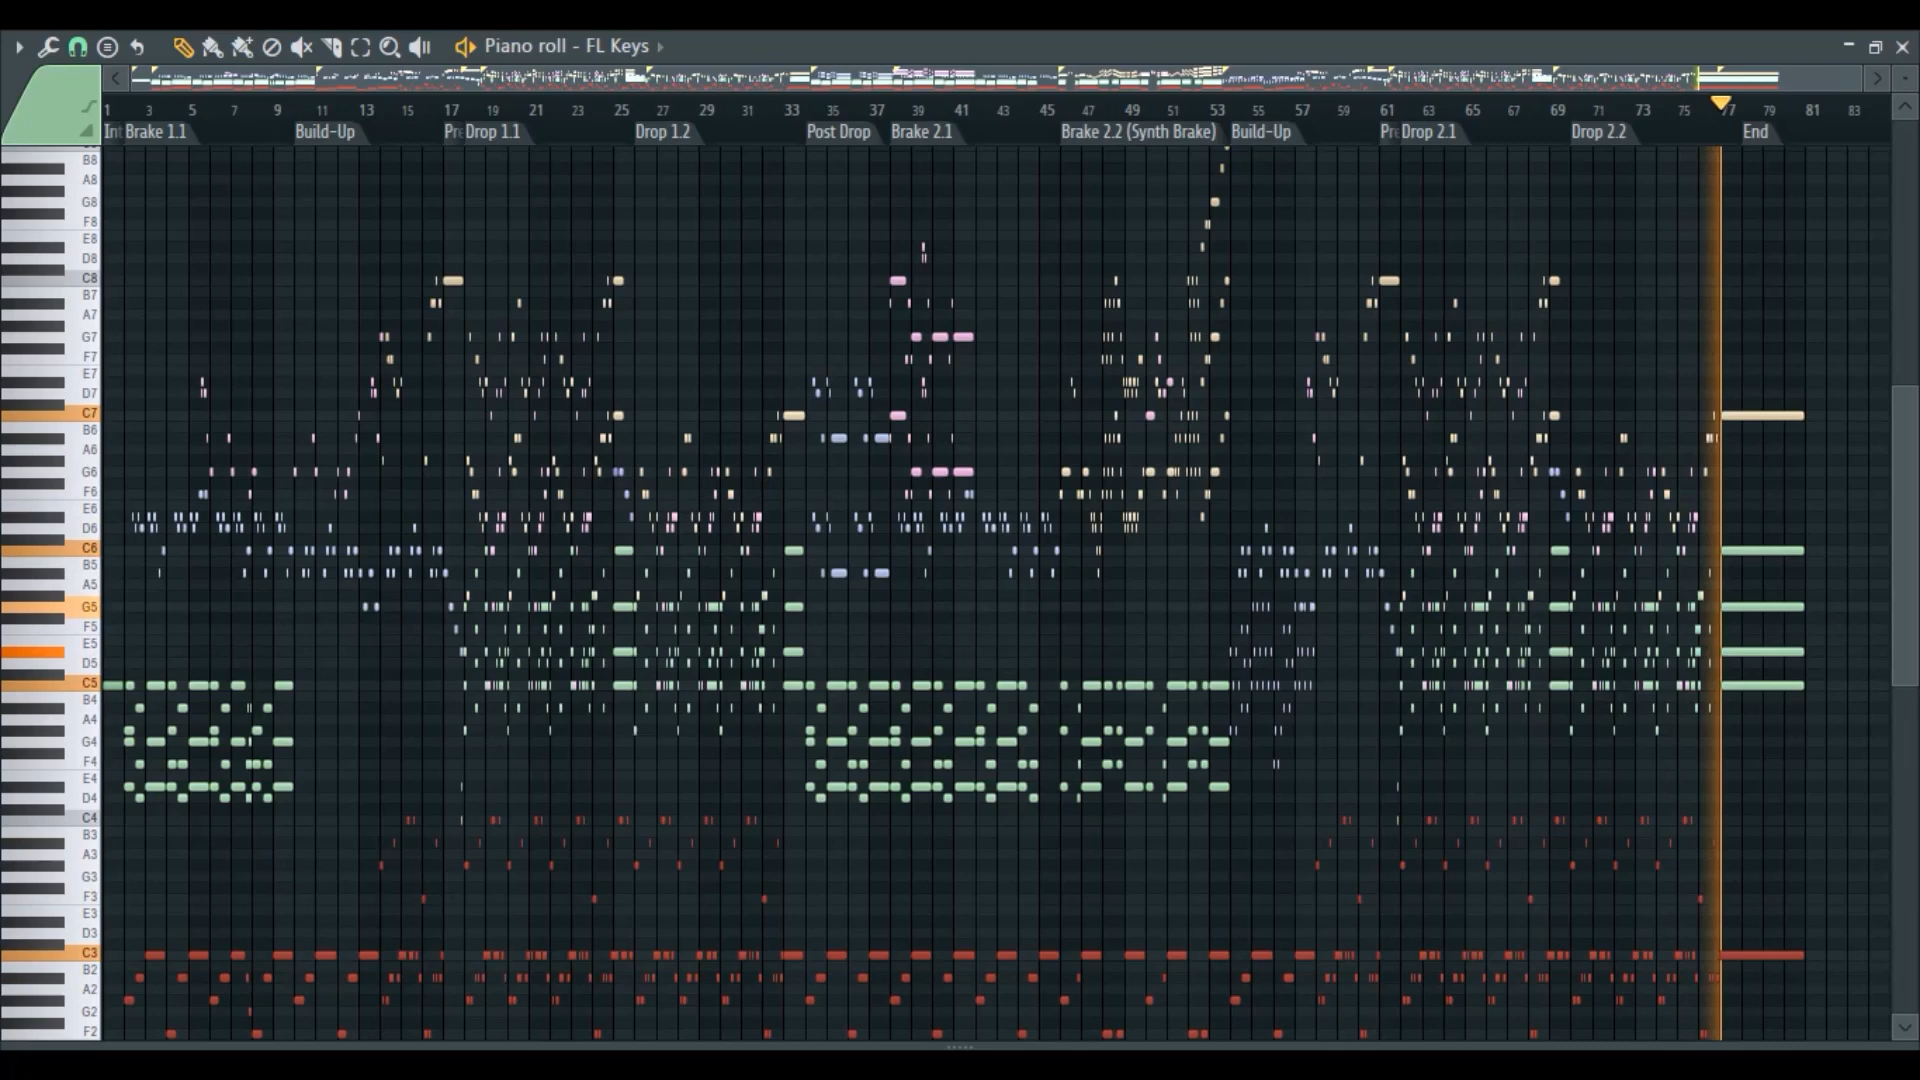 Piano roll - FL Keys
1 3 5 7 9 11 13 15 17 19 21 23 25 27 29 31 33 35 37 39 41 43 45 47 49 51 53 55 57 59 61 63 65 67 69 71 73 75 77 79 81 83
Int Brake 1.1 Build-Up Pre Drop 1.1 Drop 1.2 Post Drop Brake 2.1 Brake 2.2 (Synth Brake) Build-Up Pre Drop 2.1 Drop 2.2 End
B8
A8
G8
F8
E8
D8
C8
B7
A7
G7
F7
E7
D7
C7
B6
A6
G6
F6
E6
D6
C6
B5
A5
G5
F5
E5
D5
C5
B4
A4
G4
F4
E4
D4
C4
B3
A3
G3
F3
E3
D3
C3
B2
A2
G2
F2